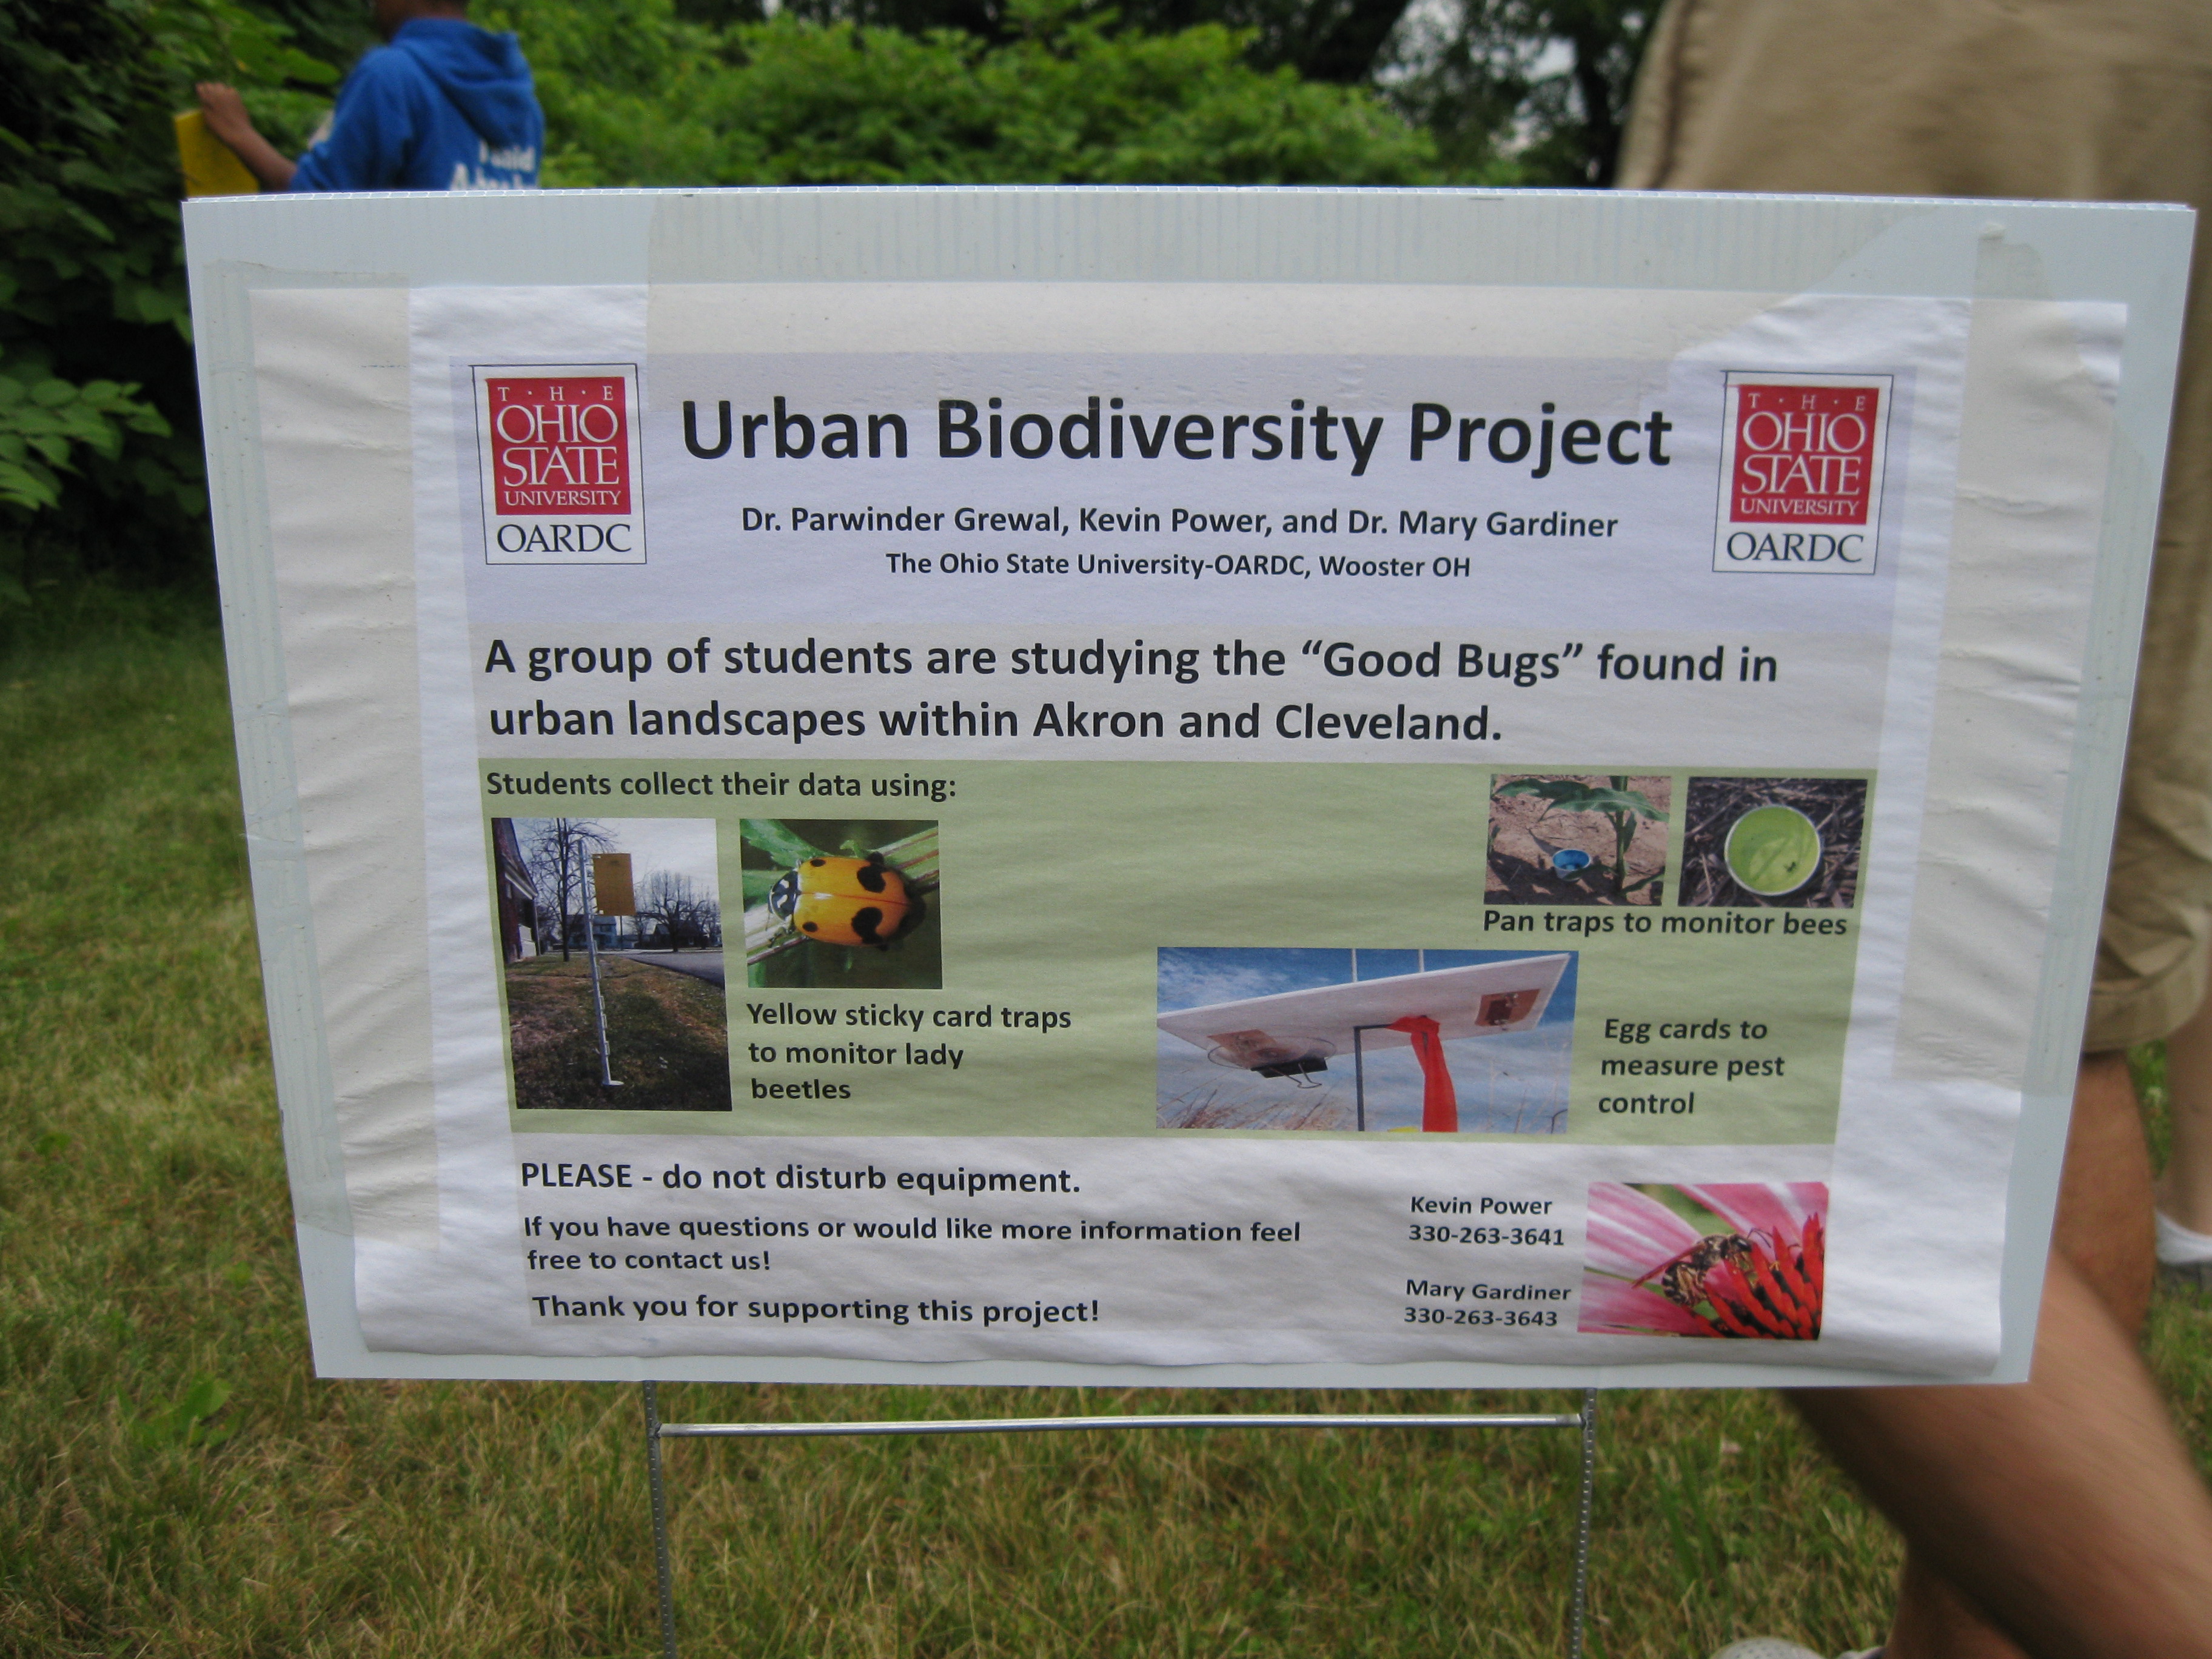 T · H · E
OHIO
STATE
UNIVERSITY
OARDC
Urban Biodiversity Project
T · H · E
OHIO
STATE
UNIVERSITY
OARDC
Dr. Parwinder Grewal, Kevin Power, and Dr. Mary Gardiner
The Ohio State University-OARDC, Wooster OH
A group of students are studying the “Good Bugs” found in
urban landscapes within Akron and Cleveland.
Students collect their data using:
Yellow sticky card traps
to monitor lady
beetles
Pan traps to monitor bees
Egg cards to
measure pest
control
PLEASE - do not disturb equipment.
If you have questions or would like more information feel
free to contact us!
Thank you for supporting this project!
Kevin Power
330-263-3641
Mary Gardiner
330-263-3643